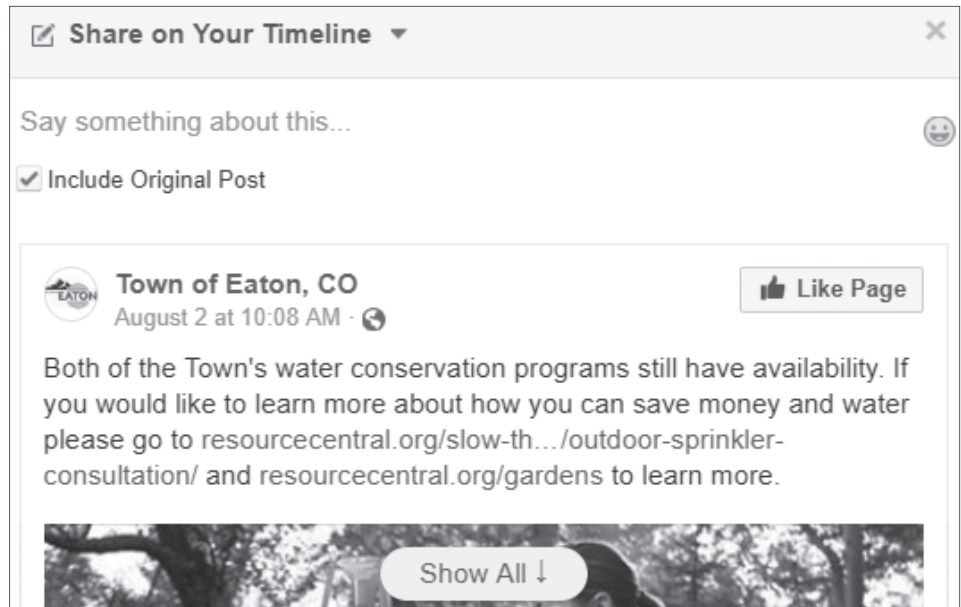 Share on Your Timeline
Say something about this...
Include Original Post
EATON
Town of Eaton, CO
August 2 at 10:08 AM ·
Like Page
Both of the Town's water conservation programs still have availability. If
you would like to learn more about how you can save money and water
please go to resourcecentral.org/slow-th.../outdoor-sprinkler-
consultation/ and resourcecentral.org/gardens to learn more.
Show All ↓